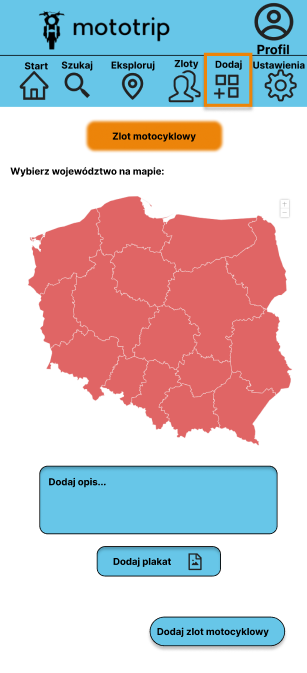 mototrip
Profil
Start Szukaj Eksploruj Zloty Dodaj Ustawienia
Zlot motocyklowy
Wybierz województwo na mapie:
+
−
Dodaj opis...
Dodaj plakat
Dodaj zlot motocyklowy